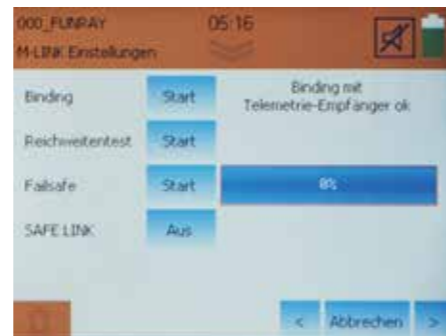 000_FUNRAY 05:16
M-LINK Einstellungen
Binding Start Binding mit
Telemetrie-Empfänger ok
Reichweitentest Start
Failsafe Start 0%
SAFE LINK Aus
< Abbrechen >